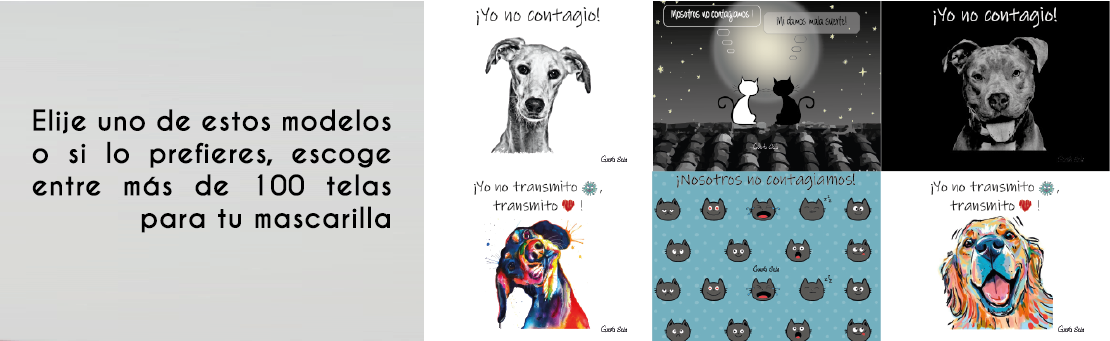 Elije uno de estos modelos
o si lo prefieres, escoge
entre más de 100 telas
para tu mascarilla
¡Yo no contagio!
Nosotros no contagiamos !
Ni damos mala suerte!
¡Yo no contagio!
¡Yo no transmito
,
transmito
!
¡Nosotros no contagiamos!
¡Yo no transmito
,
transmito
!